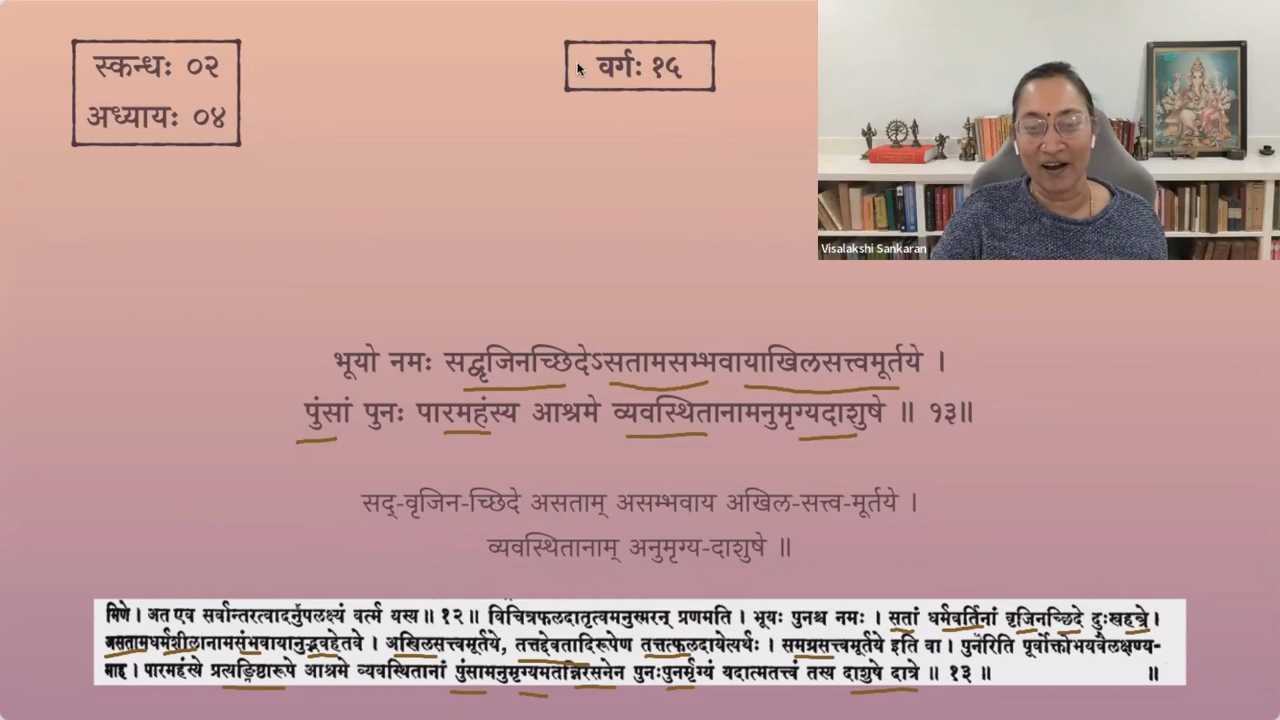 स्कन्धः ०२
अध्यायः ०४
वर्गः १५
Visalakshi Sankaran
भूयो नमः सद्वृजिनच्छिदेऽसतामसम्भवायाखिलसत्त्वमूर्तये ।
पुंसां पुनः पारमहंस्य आश्रमे व्यवस्थितानामनुमृग्यदाशुषे ॥ १३॥
सद्-वृजिन-च्छिदे असताम् असम्भवाय अखिल-सत्त्व-मूर्तये ।
व्यवस्थितानाम् अनुमृग्य-दाशुषे ॥
मिणे । अत एव सर्वान्तरत्वादनुपलक्ष्यं वर्त्म यस्य ॥ १२ ॥ विचित्रफलदातृत्वमनुस्मरन् प्रणमति । भूयः पुनश्च नमः । सतां धर्मवर्तिनां वृजिनच्छिदे दुःखहन्त्रे ।
असतामधर्मशीलानामसंभवायानुद्भवहेतवे । अखिलसत्त्वमूर्तये, तत्तद्देवतादिरूपेण तत्तत्फलदायेत्यर्थः । समग्रसत्त्वमूर्तये इति वा । पुनरिति पूर्वोक्तोभयवैलक्षण्य-
माह । पारमहंस्ये प्रत्यङ्निष्ठारूपे आश्रमे व्यवस्थितानां पुंसामनुमृग्यमतन्निरसनेन पुनःपुनर्मृग्यं यदात्मतत्त्वं तस्य दाशुषे दात्रे ॥ १३ ॥ ॥